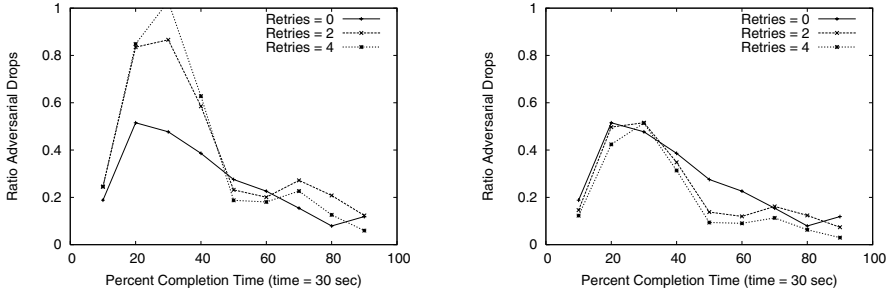 1
0.8
0.6
0.4
0.2
0
Ratio Adversarial Drops
Retries = 0
Retries = 2
Retries = 4
0 20 40 60 80 100
Percent Completion Time (time = 30 sec)
1
0.8
0.6
0.4
0.2
0
Ratio Adversarial Drops
Retries = 0
Retries = 2
Retries = 4
0 20 40 60 80 100
Percent Completion Time (time = 30 sec)